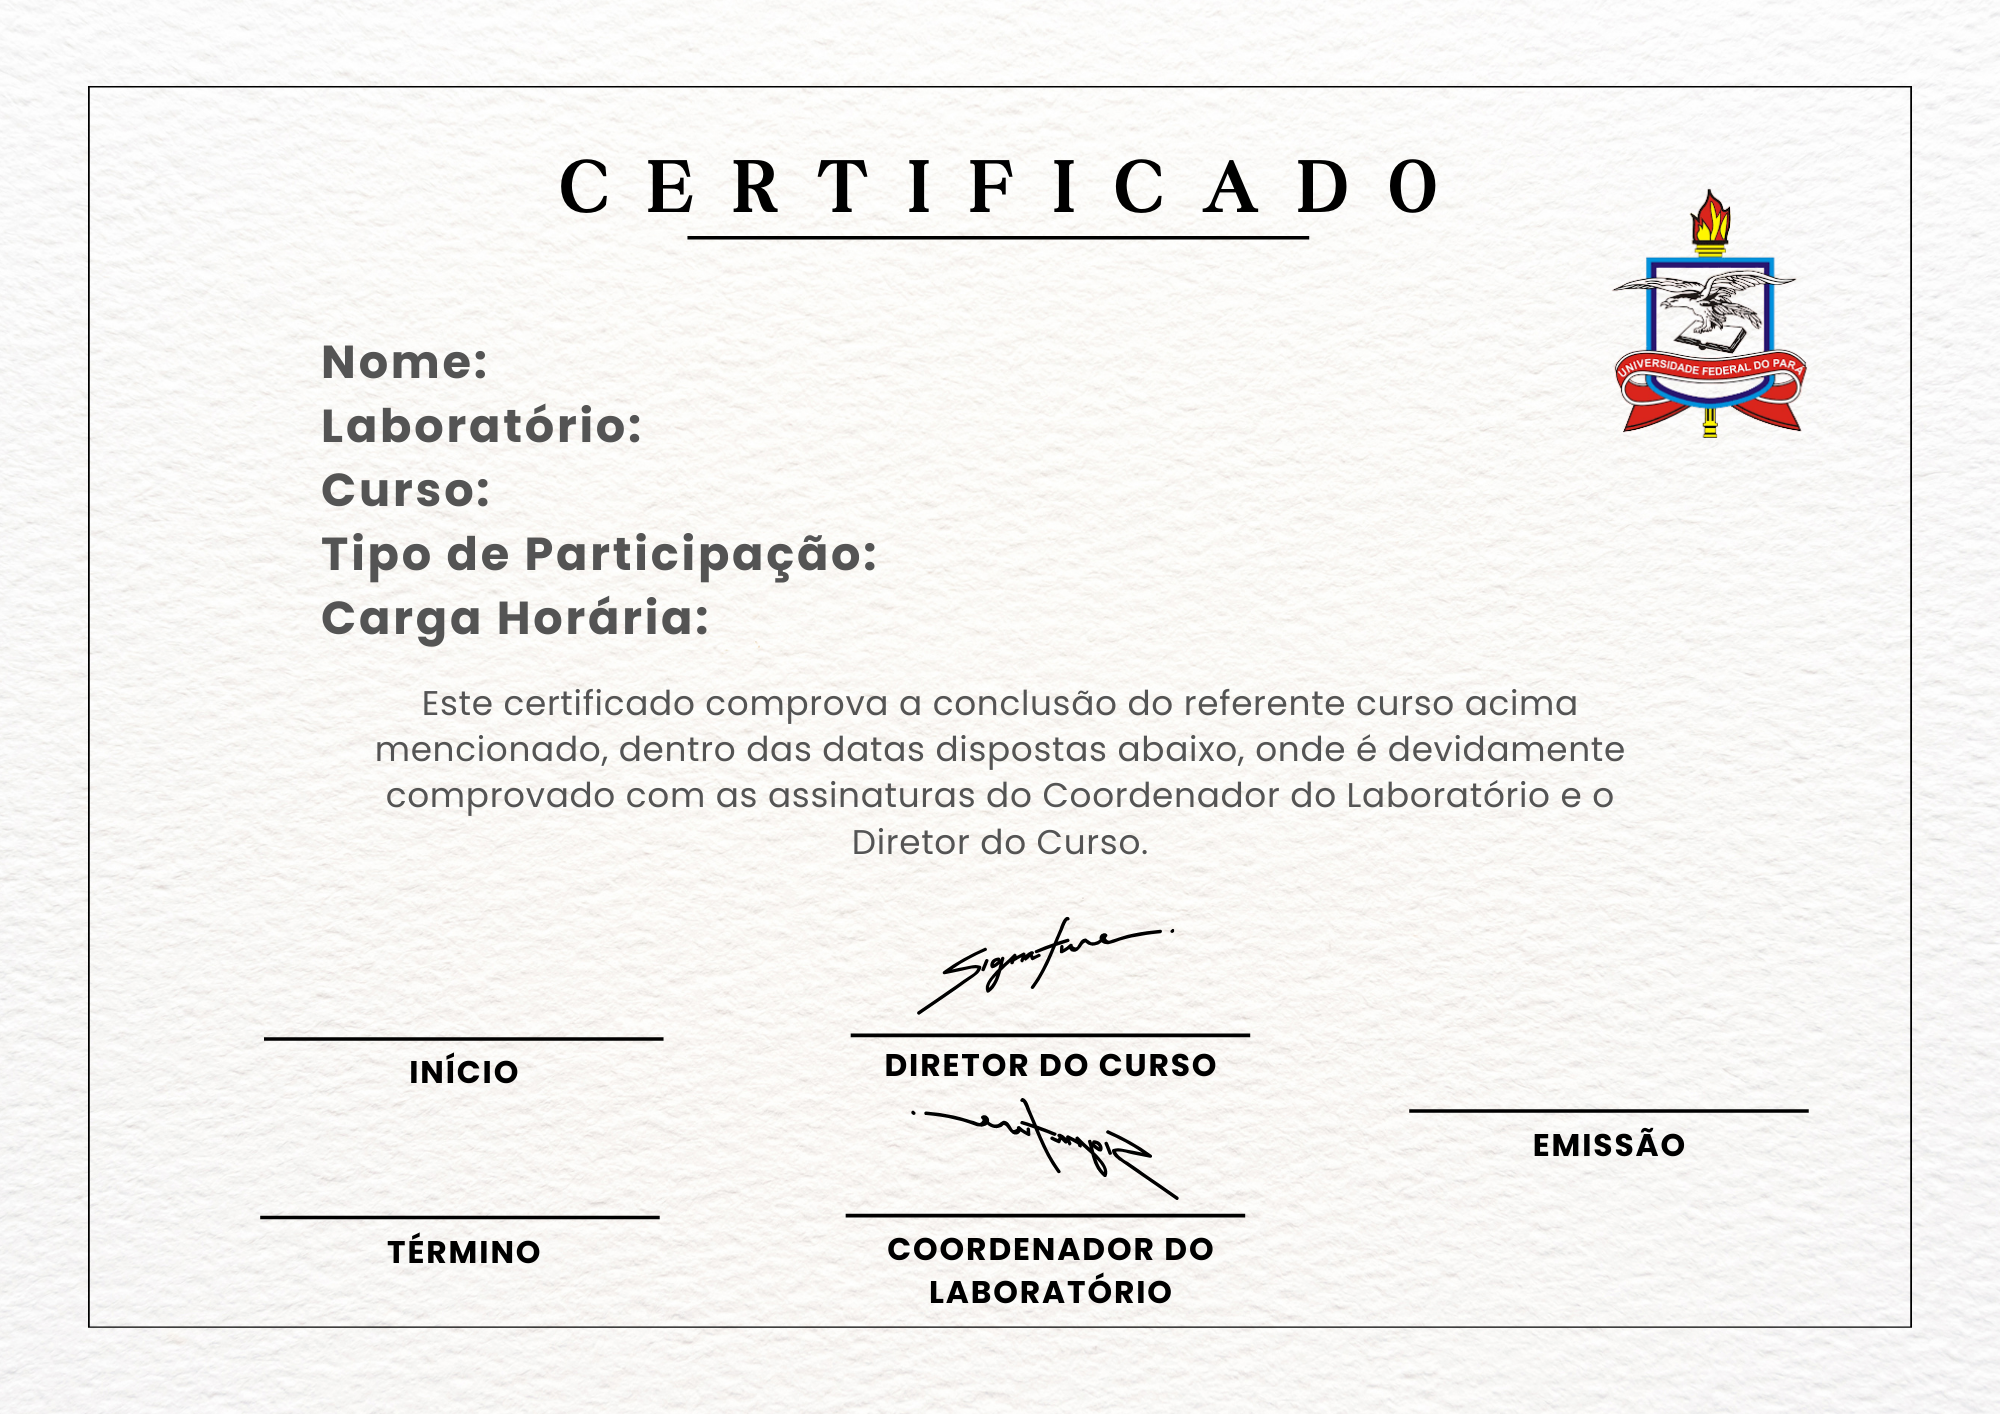 CERTIFICADO
UNIVERSIDADE FEDERAL DO PARÁ
Nome:
Laboratório:
Curso:
Tipo de Participação:
Carga Horária:
Este certificado comprova a conclusão do referente curso acima
mencionado, dentro das datas dispostas abaixo, onde é devidamente
comprovado com as assinaturas do Coordenador do Laboratório e o
Diretor do Curso.
Signature
INÍCIO
DIRETOR DO CURSO
Signature
EMISSÃO
TÉRMINO
COORDENADOR DO
LABORATÓRIO